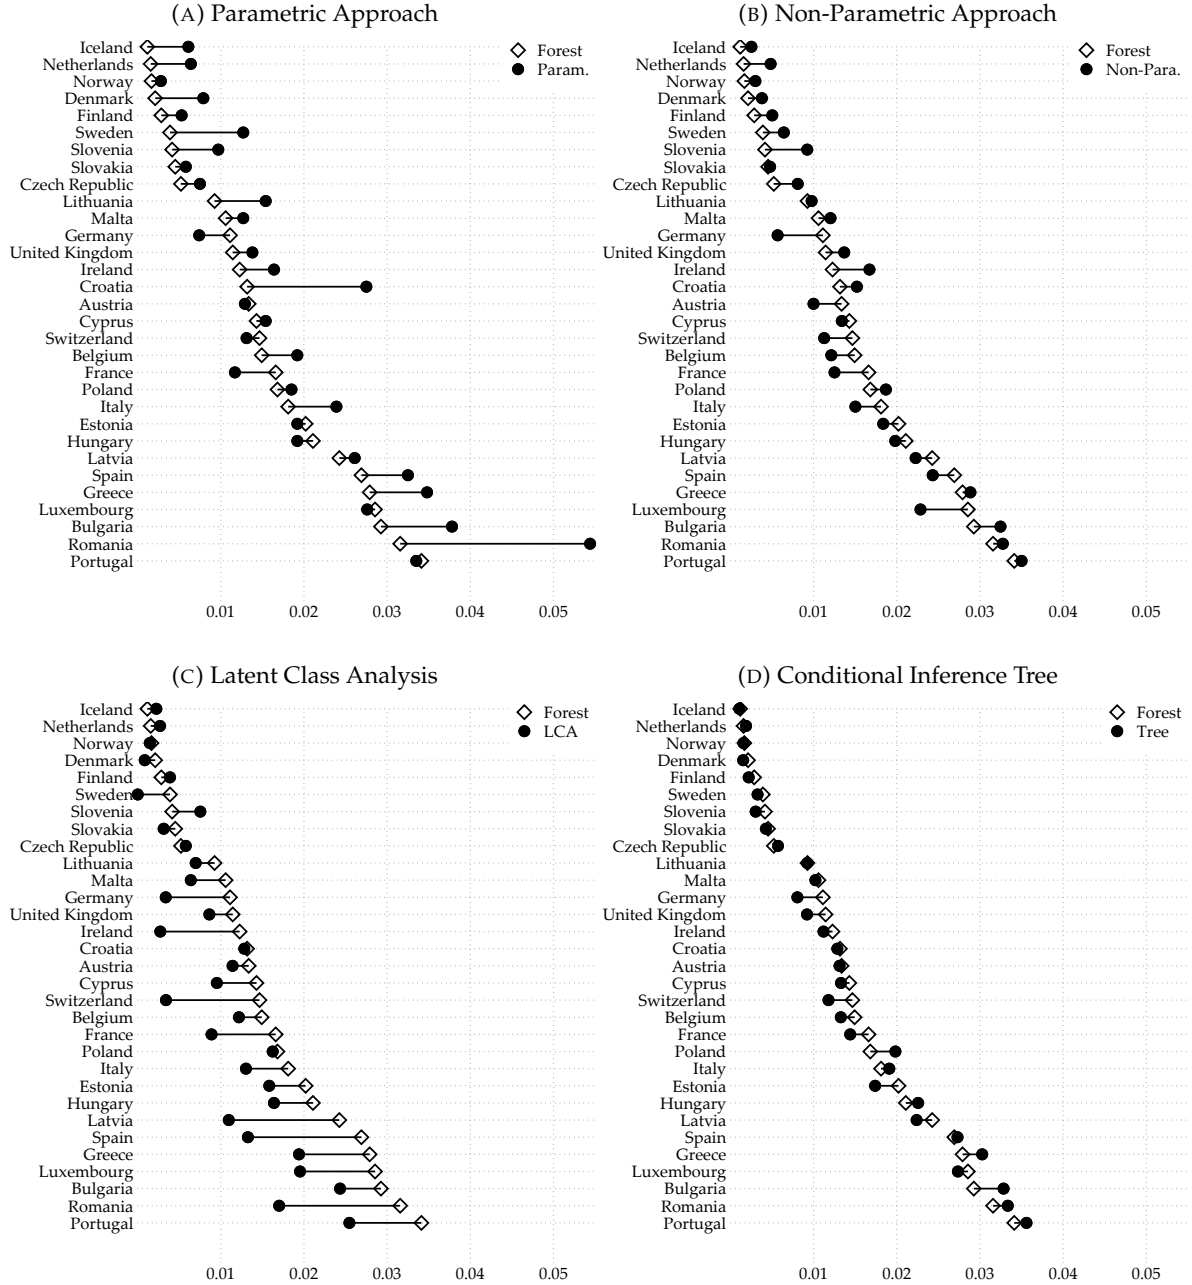 (A) Parametric Approach
Iceland
Netherlands
Norway
Denmark
Finland
Sweden
Slovenia
Slovakia
Czech Republic
Lithuania
Malta
Germany
United Kingdom
Ireland
Croatia
Austria
Cyprus
Switzerland
Belgium
France
Poland
Italy
Estonia
Hungary
Latvia
Spain
Greece
Luxembourg
Bulgaria
Romania
Portugal
Forest
Param.
0.01 0.02 0.03 0.04 0.05
(B) Non-Parametric Approach
Iceland
Netherlands
Norway
Denmark
Finland
Sweden
Slovenia
Slovakia
Czech Republic
Lithuania
Malta
Germany
United Kingdom
Ireland
Croatia
Austria
Cyprus
Switzerland
Belgium
France
Poland
Italy
Estonia
Hungary
Latvia
Spain
Greece
Luxembourg
Bulgaria
Romania
Portugal
Forest
Non-Para.
0.01 0.02 0.03 0.04 0.05
(C) Latent Class Analysis
Iceland
Netherlands
Norway
Denmark
Finland
Sweden
Slovenia
Slovakia
Czech Republic
Lithuania
Malta
Germany
United Kingdom
Ireland
Croatia
Austria
Cyprus
Switzerland
Belgium
France
Poland
Italy
Estonia
Hungary
Latvia
Spain
Greece
Luxembourg
Bulgaria
Romania
Portugal
Forest
LCA
0.01 0.02 0.03 0.04 0.05
(D) Conditional Inference Tree
Iceland
Netherlands
Norway
Denmark
Finland
Sweden
Slovenia
Slovakia
Czech Republic
Lithuania
Malta
Germany
United Kingdom
Ireland
Croatia
Austria
Cyprus
Switzerland
Belgium
France
Poland
Italy
Estonia
Hungary
Latvia
Spain
Greece
Luxembourg
Bulgaria
Romania
Portugal
Forest
Tree
0.01 0.02 0.03 0.04 0.05